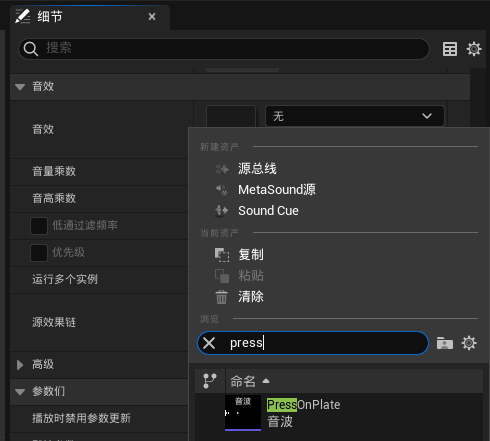 细节
搜索
音效
音效
无
音量乘数
音高乘数
低通过滤频率
优先级
运行多个实例
源效果链
高级
参数们
播放时禁用参数更新
新建资产
源总线
MetaSound源
Sound Cue
当前资产
复制
粘贴
清除
浏览
press
命名
音波
PressOnPlate
音波